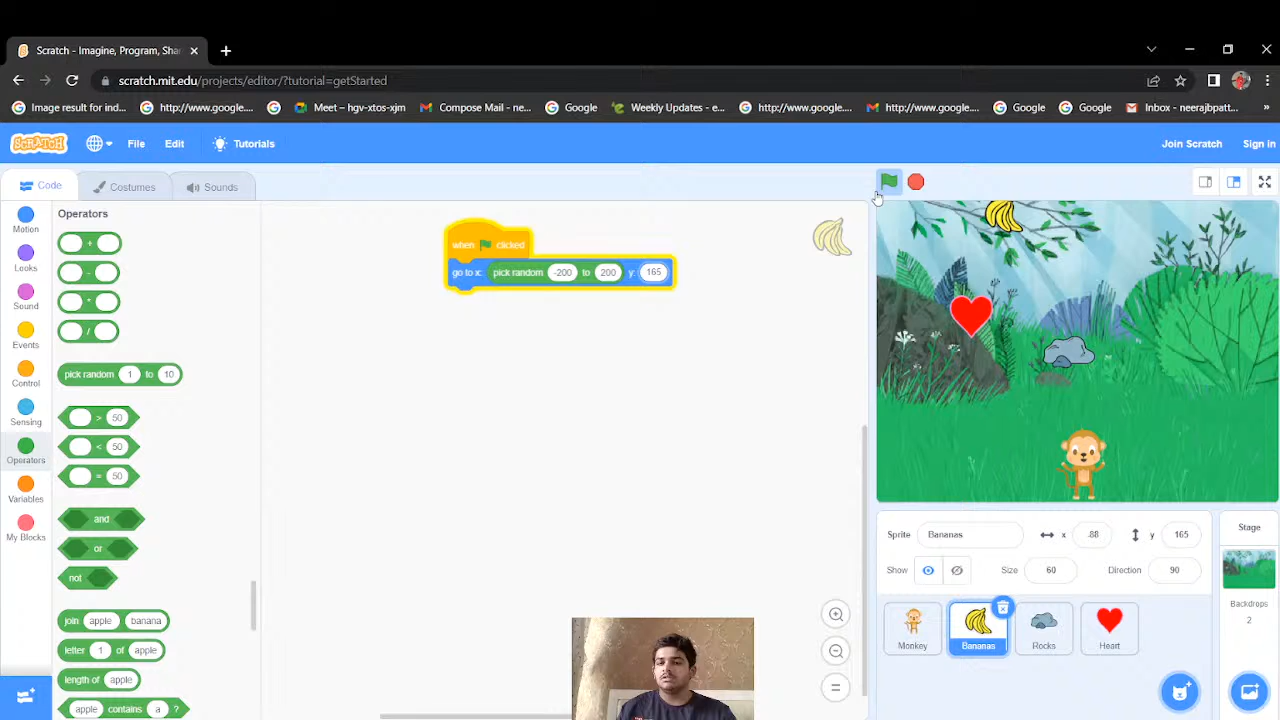 Scratch - Imagine, Program, Sha
scratch.mit.edu/projects/editor/?tutorial=getStarted
Image result for ind...
http://www.google....
Meet – hgv-xtos-xjm
Compose Mail - ne...
Google
Weekly Updates - e...
http://www.google....
http://www.google....
Google
Google
Inbox - neerajbpatt...
»
SCRATCH
File
Edit
Tutorials
Join Scratch
Sign in
Code
Costumes
Sounds
Motion
Looks
Sound
Events
Control
Sensing
Operators
Variables
My Blocks
Operators
+
-
*
/
pick random 1 to 10
> 50
< 50
= 50
and
or
not
join apple banana
letter 1 of apple
length of apple
apple contains a ?
when clicked
go to x: pick random -200 to 200 y: 165
Sprite Bananas x -88 y 165
Show Size 60 Direction 90
Monkey
Bananas
Rocks
Heart
Stage
Backdrops
2